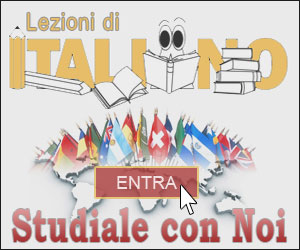 Lezioni di
ITALIANO
ENTRA
Studiale con Noi